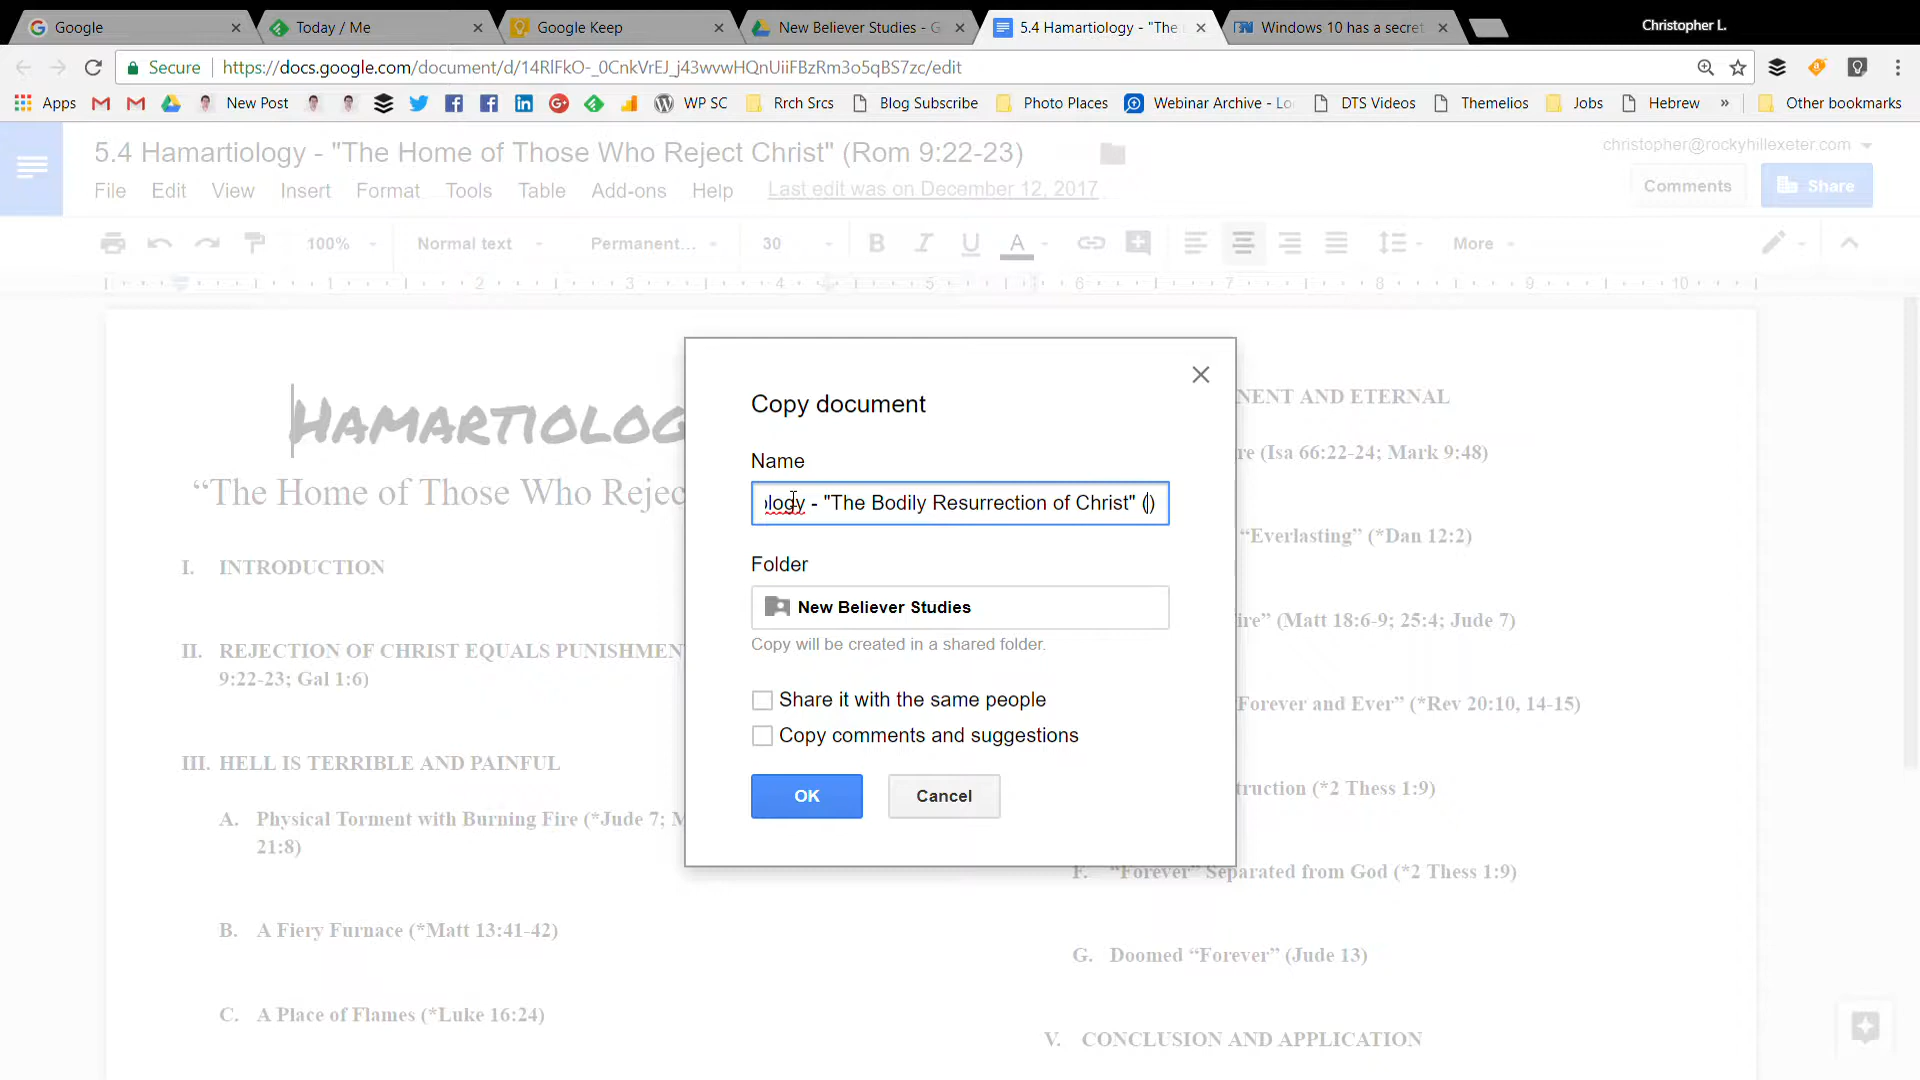 Google
Today / Me
Google Keep
New Believer Studies - G
5.4 Hamartiology - "The
Windows 10 has a secret
Christopher L.
Secure
https://docs.google.com/document/d/14RlFkO-_0CnkVrEJ_j43wvwHQnUiiFBzRm3o5qBS7zc/edit
Apps
New Post
WP SC
Rrch Srcs
Blog Subscribe
Photo Places
Webinar Archive - Lo
DTS Videos
Themelios
Jobs
Hebrew
»
Other bookmarks
5.4 Hamartiology - "The Home of Those Who Reject Christ" (Rom 9:22-23)
christopher@rockyhillexeter.com
File Edit View Insert Format Tools Table Add-ons Help
Last edit was on December 12, 2017
Comments
Share
100%
Normal text
Permanent...
30
B I U A
More
1 2 3 4 5 6 7 8 9 10
HAMARTIOLOG
“The Home of Those Who Rejec
I. INTRODUCTION
II. REJECTION OF CHRIST EQUALS PUNISHMEN
9:22-23; Gal 1:6)
III. HELL IS TERRIBLE AND PAINFUL
A. Physical Torment with Burning Fire (*Jude 7; M
21:8)
B. A Fiery Furnace (*Matt 13:41-42)
C. A Place of Flames (*Luke 16:24)
Copy document
Name
ology - "The Bodily Resurrection of Christ" ()
Folder
New Believer Studies
Copy will be created in a shared folder.
Share it with the same people
Copy comments and suggestions
OK
Cancel
NENT AND ETERNAL
re (Isa 66:22-24; Mark 9:48)
“Everlasting” (*Dan 12:2)
ire” (Matt 18:6-9; 25:4; Jude 7)
Forever and Ever” (*Rev 20:10, 14-15)
truction (*2 Thess 1:9)
F. “Forever” Separated from God (*2 Thess 1:9)
G. Doomed “Forever” (Jude 13)
V. CONCLUSION AND APPLICATION